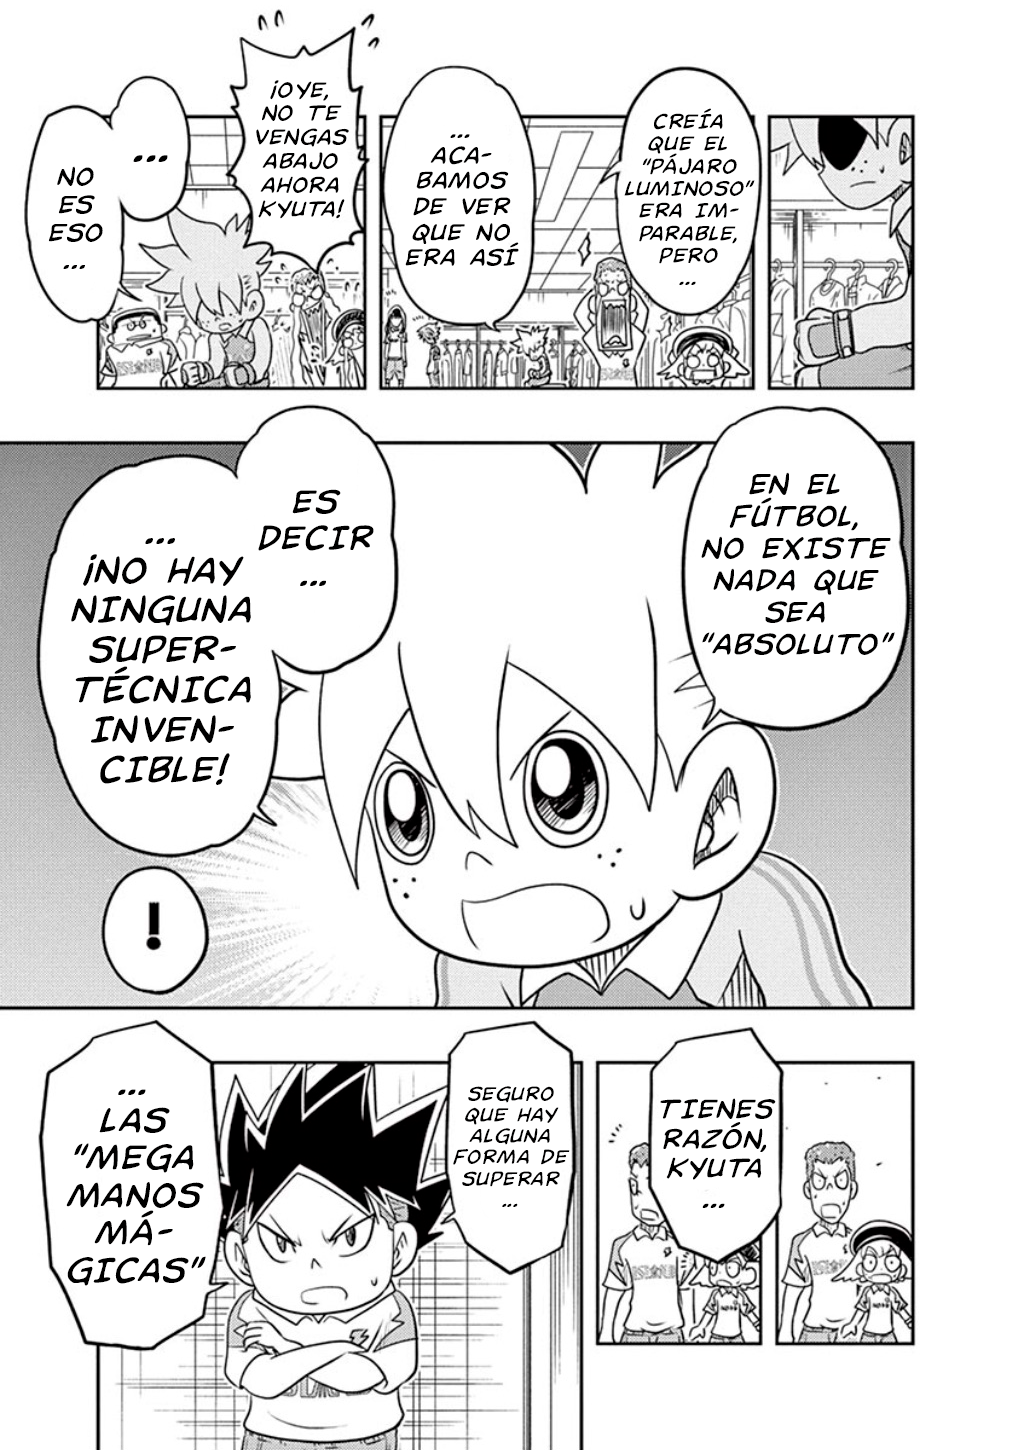 CREÍA
QUE EL
"PÁJARO
LUMINOSO"
ERA IM-
PARABLE,
PERO
...
...
ACA-
BAMOS
DE VER
QUE NO
ERA ASÍ
¡OYE,
NO TE
VENGAS
ABAJO
AHORA
KYUTA!
...
NO
ES
ESO
...
EN EL
FÚTBOL,
NO EXISTE
NADA QUE
SEA
"ABSOLUTO"
ES
DECIR
...
...
¡NO HAY
NINGUNA
SUPER-
TÉCNICA
INVEN-
CIBLE!
!
TIENES
RAZÓN,
KYUTA
...
SEGURO
QUE HAY
ALGUNA
FORMA DE
SUPERAR
...
...
LAS
"MEGA
MANOS
MÁ-
GICAS"